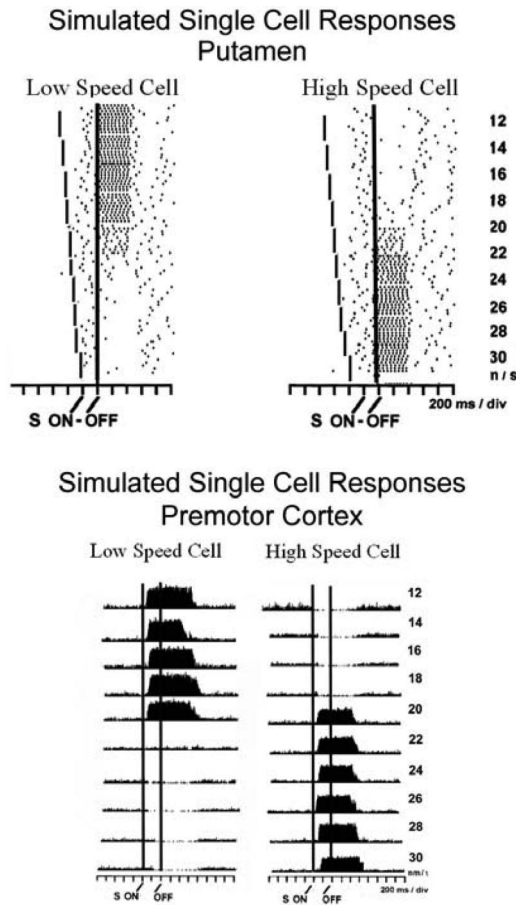 Simulated Single Cell Responses
Putamen
Low Speed Cell
High Speed Cell
12
14
16
18
20
22
24
26
28
30
n / s
S ON - OFF
S ON - OFF
200 ms / div
Simulated Single Cell Responses
Premotor Cortex
Low Speed Cell
High Speed Cell
12
14
16
18
20
22
24
26
28
30
S ON OFF
S ON OFF
200 ms / div